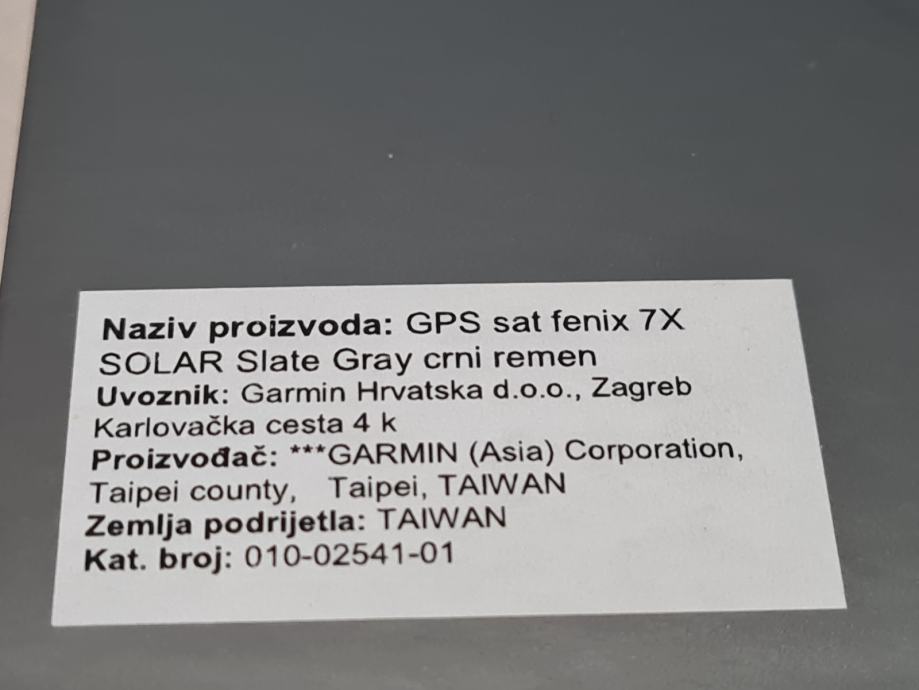 Naziv proizvoda: GPS sat fenix 7X
SOLAR Slate Gray crni remen
Uvoznik: Garmin Hrvatska d.o.o., Zagreb
Karlovačka cesta 4 k
Proizvođač: ***GARMIN (Asia) Corporation,
Taipei county, Taipei, TAIWAN
Zemlja podrijetla: TAIWAN
Kat. broj: 010-02541-01